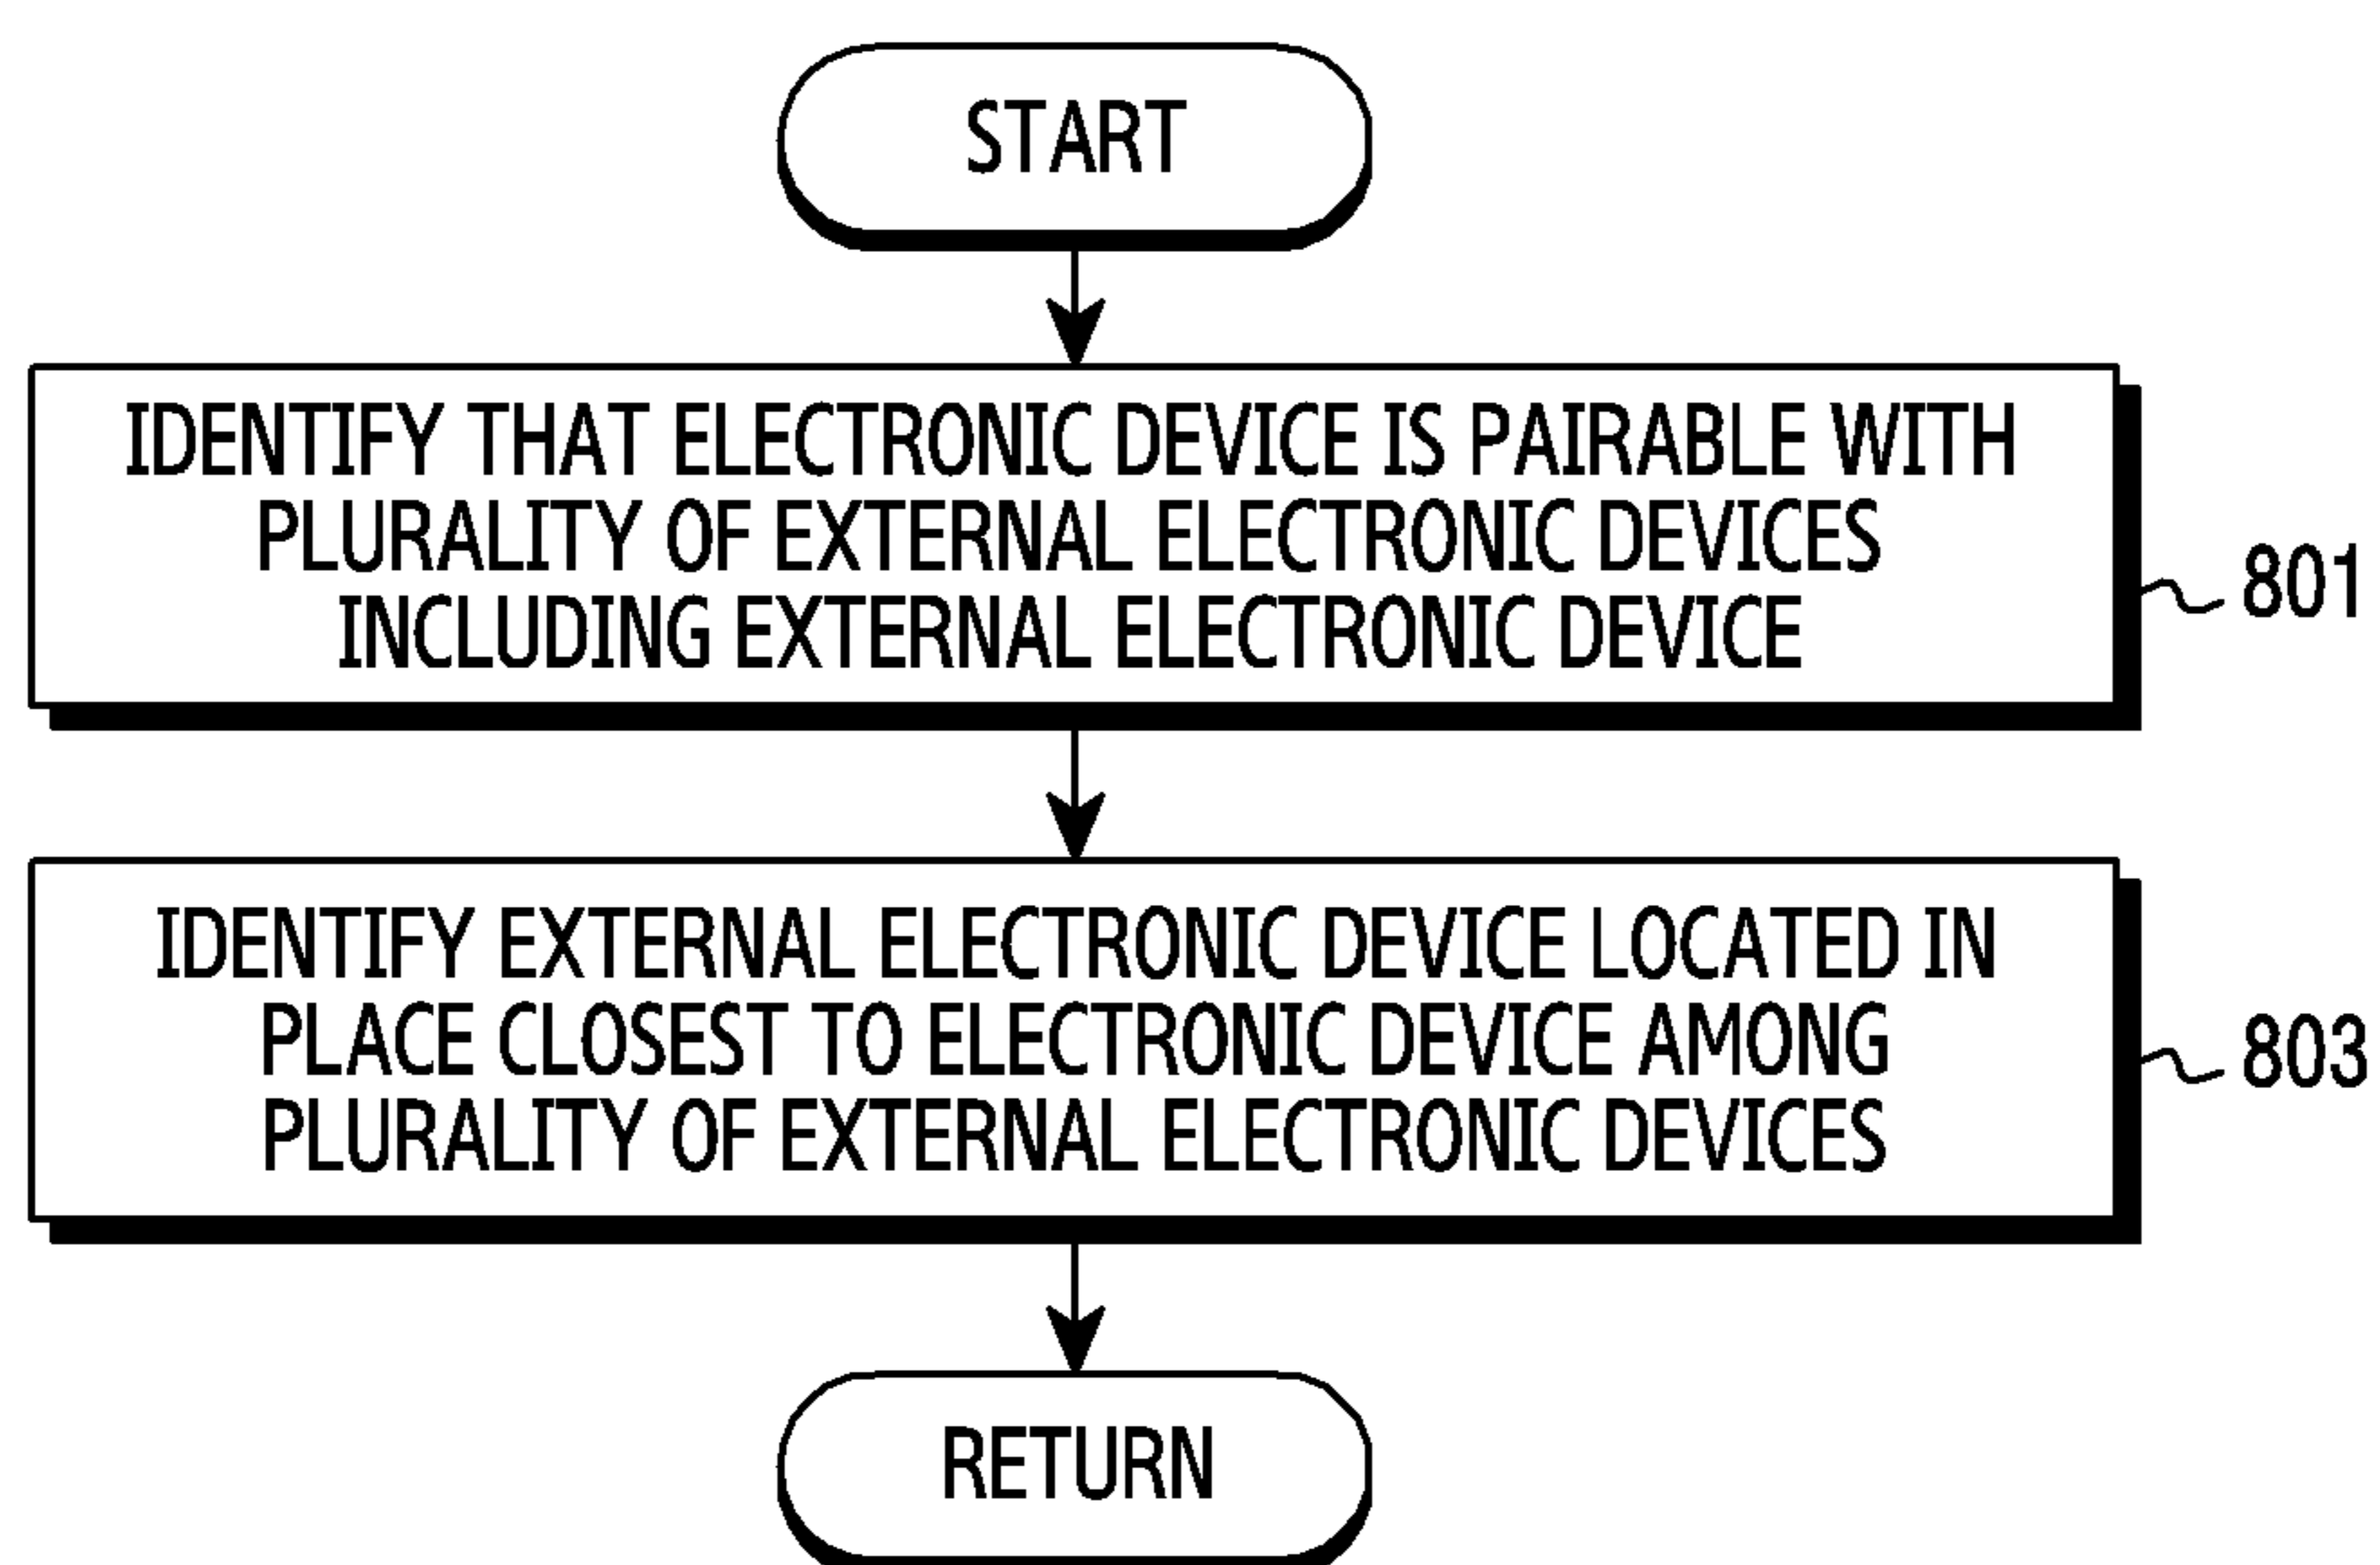 START
IDENTIFY THAT ELECTRONIC DEVICE IS PAIRABLE WITH
PLURALITY OF EXTERNAL ELECTRONIC DEVICES
INCLUDING EXTERNAL ELECTRONIC DEVICE
801
IDENTIFY EXTERNAL ELECTRONIC DEVICE LOCATED IN
PLACE CLOSEST TO ELECTRONIC DEVICE AMONG
PLURALITY OF EXTERNAL ELECTRONIC DEVICES
803
RETURN